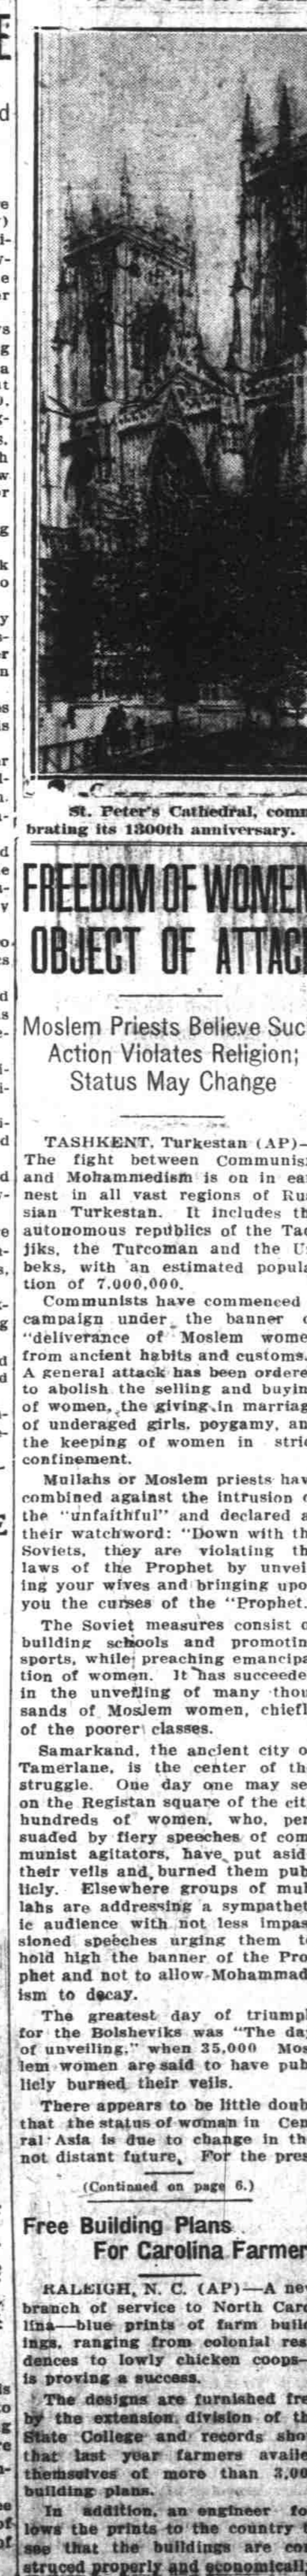 St. Peter's Cathedral, comm
brating its 1300th anniversary.
FREEDOM OF WOMEN
OBJECT OF ATTAC
Moslem Priests Believe Suc
Action Violates Religion;
Status May Change
TASHKENT, Turkestan (AP)—
The fight between Communis
and Mohammedism is on in ea
nest in all vast regions of Rus
sian Turkestan. It includes th
autonomous republics of the Tad
jiks, the Turcoman and the Uz
beks, with an estimated popula
tion of 7,000,000.
Communists have commenced
campaign under the banner o
"deliverance of Moslem wome
from ancient habits and customs.
A general attack has been ordere
to abolish the selling and buyin
of women, the giving in marriag
of underaged girls, poygamy, an
the keeping of women in stric
confinement.
Mullahs or Moslem priests hav
combined against the intrusion o
the "unfaithful" and declared a
their watchword: "Down with th
Soviets, they are violating th
laws of the Prophet by unveil
ing your wives and bringing upo
you the curses of the "Prophet.
The Soviet measures consist o
building schools and promotin
sports, while preaching emancipa
tion of women. It has succeede
in the unveiling of many thou
sands of Moslem women, chiefl
of the poorer classes.
Samarkand, the ancient city o
Tamerlane, is the center of th
struggle. One day one may se
on the Registan square of the cit
hundreds of women, who, per
suaded by fiery speeches of com
munist agitators, have put asid
their veils and burned them pub
licly. Elsewhere groups of mul
lahs are addressing a sympathet
ic audience with not less impas
sioned speeches urging them t
hold high the banner of the Pro
phet and not to allow Mohammad
ism to decay.
The greatest day of triump
for the Bolsheviks was "The da
of unveiling," when 35,000 Mos
lem women are said to have pub
licly burned their veils.
There appears to be little doub
that the status of woman in Cen
ral Asia is due to change in th
not distant future. For the pres
(Continued on page 6.)
Free Building Plans
For Carolina Farmer
RALEIGH, N. C. (AP)—A ne
branch of service to North Caro
lina—blue prints of farm build
ings, ranging from colonial resi
dences to lowly chicken coops—
is proving a success.
The designs are furnished fre
by the extension division of th
State College and records sho
that last year farmers availe
themselves of more than 3,00
building plans.
In addition, an engineer fo
lows the prints to the country t
see that the buildings are con
struced properly and economical